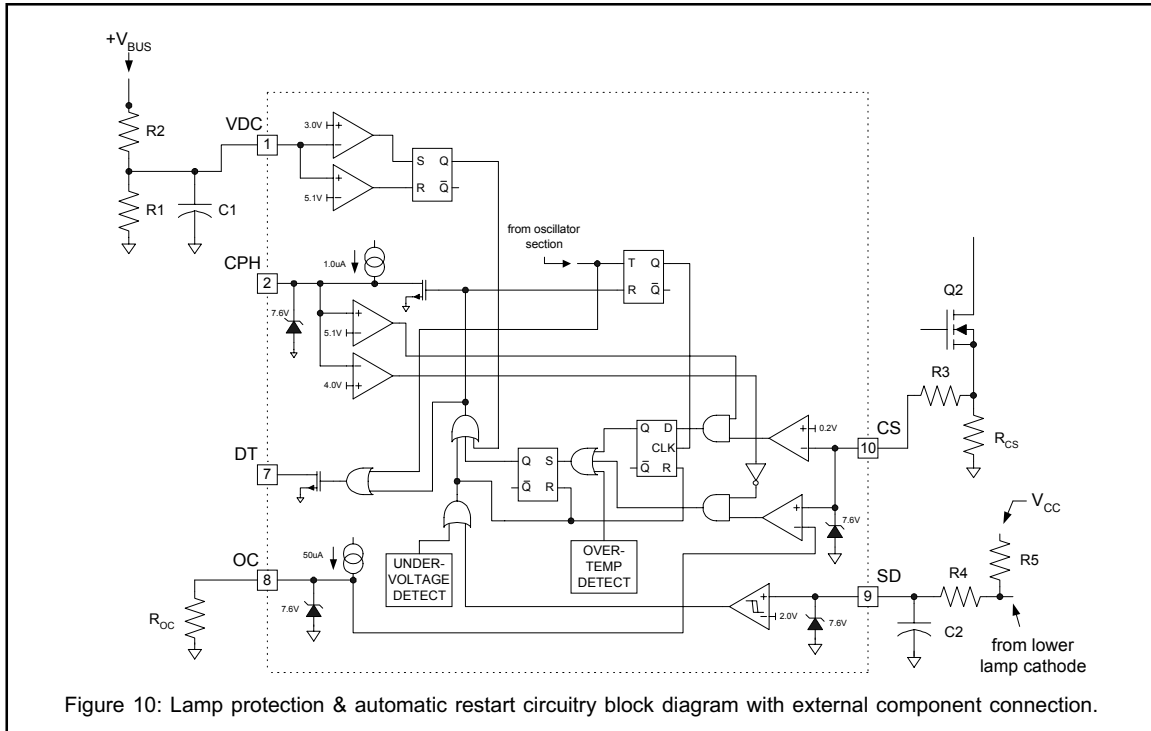 +VBUS
R2
R1
C1
VDC
1
3.0V
+
−
+
5.1V
−
S Q
R Q̅
from oscillator
section
T Q
R Q̅
CPH
2
1.0uA
7.6V
+
5.1V
−
−
4.0V
+
Q2
R3
RCS
CS
10
+
0.2V
−
Q D
CLK
Q̅ R
Q S
Q̅ R
+
−
7.6V
DT
7
OC
8
50uA
7.6V
ROC
UNDER-
VOLTAGE
DETECT
OVER-
TEMP
DETECT
+
−
2.0V
7.6V
SD
9
VCC
R5
R4
C2
from lower
lamp cathode
Figure 10: Lamp protection & automatic restart circuitry block diagram with external component connection.